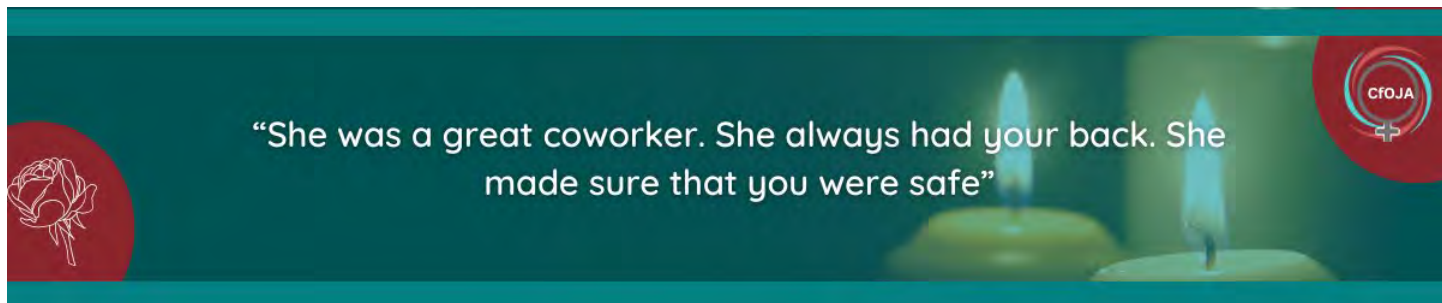 “She was a great coworker. She always had your back. She
made sure that you were safe”
CfOJA